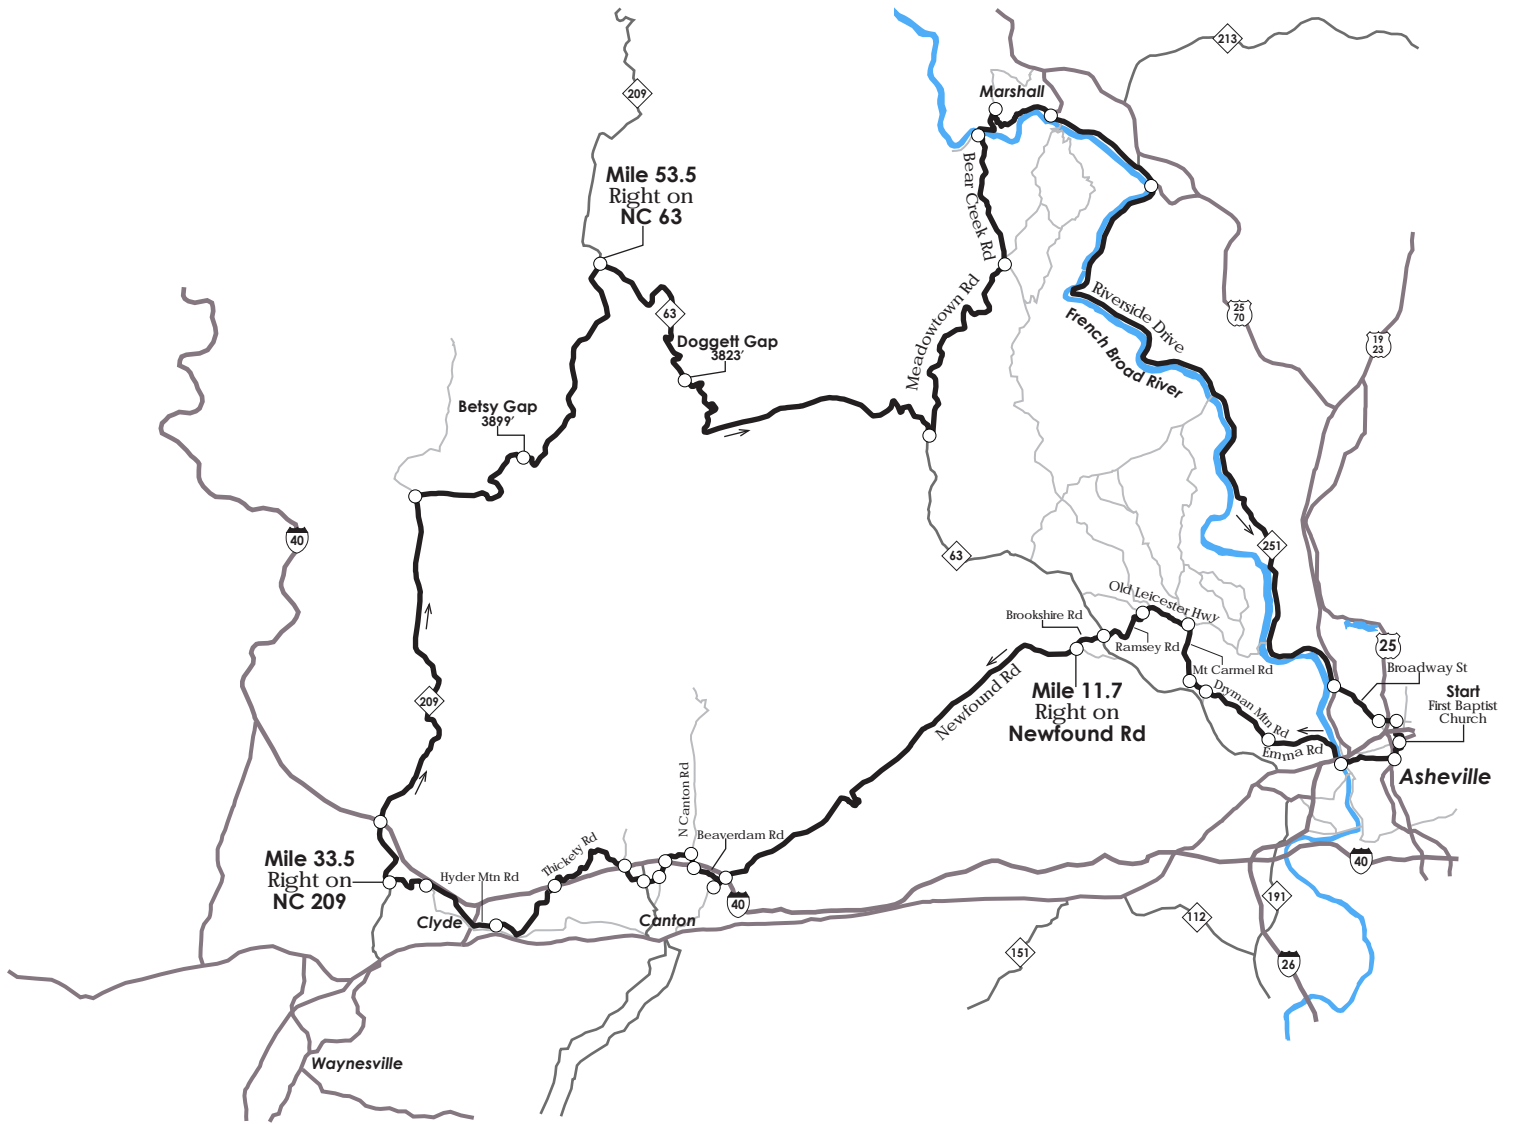 213
209
Marshall
Mile 53.5
Right on
NC 63
Bear Creek Rd
63
Meadowtown Rd
Riverside Drive
French Broad River
25
70
19
23
Doggett Gap
3823′
Betsy Gap
3899′
40
63
251
Old Leicester Hwy
Brookshire Rd
Ramsey Rd
25
Mt Carmel Rd
Broadway St
Dryman Mtn Rd
Start
First Baptist
Church
Mile 11.7
Right on
Newfound Rd
Newfound Rd
209
Emma Rd
Asheville
N Canton Rd
Beaverdam Rd
Thickety Rd
Mile 33.5
Right on
NC 209
Hyder Mtn Rd
40
40
191
Clyde
Canton
112
151
26
Waynesville